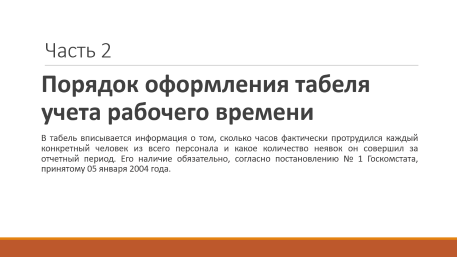 Часть 2
Порядок оформления табеля
учета рабочего времени
В табель вписывается информация о том, сколько часов фактически протрудился каждый
конкретный человек из всего персонала и какое количество неявок он совершил за
отчетный период. Его наличие обязательно, согласно постановлению № 1 Госкомстата,
принятому 05 января 2004 года.